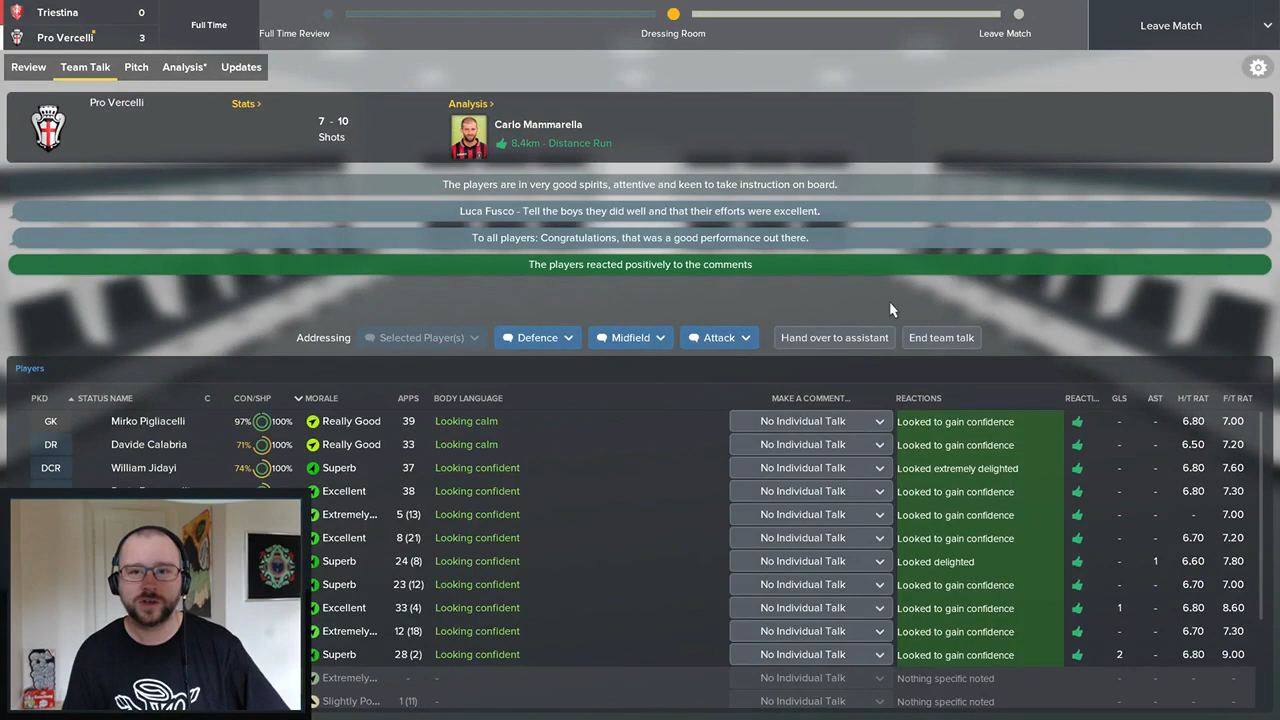 Triestina 0
Pro Vercelli 3
Full Time
Full Time Review
Dressing Room
Leave Match
Leave Match
Review Team Talk Pitch Analysis* Updates
Pro Vercelli
Stats >
7 - 10
Shots
Analysis >
Carlo Mammarella
8.4km - Distance Run
The players are in very good spirits, attentive and keen to take instruction on board.
Luca Fusco - Tell the boys they did well and that their efforts were excellent.
To all players: Congratulations, that was a good performance out there.
The players reacted positively to the comments
Addressing Selected Player(s) Defence Midfield Attack Hand over to assistant End team talk
Players
PKD STATUS NAME C CON/SHP MORALE APPS BODY LANGUAGE MAKE A COMMENT... REACTIONS REACTI... GLS AST H/T RAT F/T RAT
GK Mirko Pigliacelli 97% 100% Really Good 39 Looking calm No Individual Talk Looked to gain confidence - - 6.80 7.00
DR Davide Calabria 71% 100% Really Good 33 Looking calm No Individual Talk Looked to gain confidence - - 6.50 7.20
DCR William Jidayi 74% 100% Superb 37 Looking confident No Individual Talk Looked extremely delighted - - 6.80 7.60
Excellent 38 Looking confident No Individual Talk Looked to gain confidence - - 6.80 7.30
Extremely... 5 (13) Looking confident No Individual Talk Looked to gain confidence - - - 7.00
Excellent 8 (21) Looking confident No Individual Talk Looked to gain confidence - - 6.70 7.20
Superb 24 (8) Looking confident No Individual Talk Looked delighted - 1 6.60 7.80
Superb 23 (12) Looking confident No Individual Talk Looked to gain confidence - - 6.70 7.00
Excellent 33 (4) Looking confident No Individual Talk Looked to gain confidence 1 - 6.80 8.60
Extremely... 12 (18) Looking confident No Individual Talk Looked to gain confidence - - 6.70 7.30
Superb 28 (2) Looking confident No Individual Talk Looked to gain confidence 2 - 6.80 9.00
Extremely... - - No Individual Talk Nothing specific noted - - - -
Slightly Po... 1 (11) - No Individual Talk Nothing specific noted - - - -